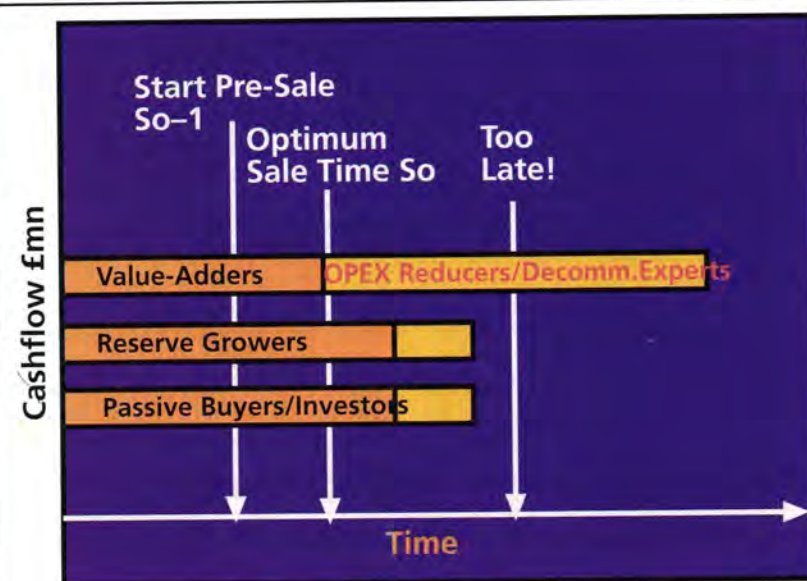 Start Pre-Sale
So–1
Optimum
Sale Time So
Too
Late!
Cashflow £mn
Value-Adders
OPEX Reducers/Decomm.Experts
Reserve Growers
Passive Buyers/Investors
Time